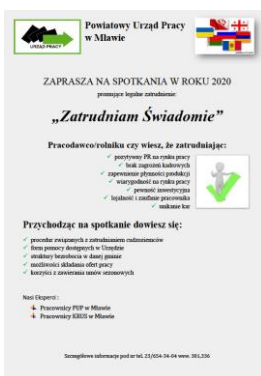 URZĄD PRACY
Powiatowy Urząd Pracy
w Mławie
ZAPRASZA NA SPOTKANIA W ROKU 2020
promujące legalne zatrudnienie:
„Zatrudniam Świadomie”
Pracodawco/rolniku czy wiesz, że zatrudniając:
✓ pozytywny PR na rynku pracy
✓ brak zagrożeń kadrowych
✓ zapewnienie płynności produkcji
✓ wiarygodność na rynku pracy
✓ pewność inwestycyjna
✓ lojalność i zaufanie pracownika
✓ unikanie kar
Przychodząc na spotkanie dowiesz się:
✓ procedur związanych z zatrudnianiem cudzoziemców
✓ form pomocy dostępnych w Urzędzie
✓ struktury bezrobocia w danej gminie
✓ możliwości składania ofert pracy
✓ korzyści z zawierania umów sezonowych
Nasi Eksperci :
Pracownicy PUP w Mławie
Pracownicy KRUS w Mławie
Szczegółowe informacje pod nr tel. 23/654-34-04 wew. 301,336